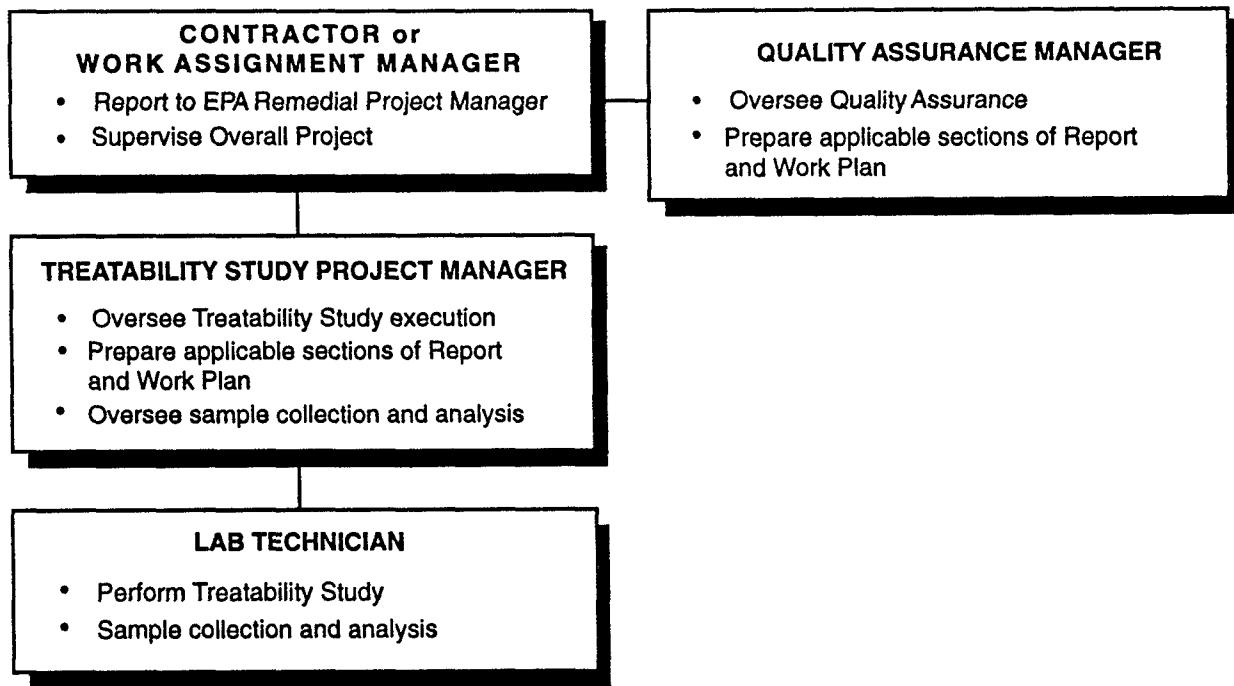 CONTRACTOR or
WORK ASSIGNMENT MANAGER
• Report to EPA Remedial Project Manager
• Supervise Overall Project
QUALITY ASSURANCE MANAGER
• Oversee Quality Assurance
• Prepare applicable sections of Report
and Work Plan
TREATABILITY STUDY PROJECT MANAGER
• Oversee Treatability Study execution
• Prepare applicable sections of Report
and Work Plan
• Oversee sample collection and analysis
LAB TECHNICIAN
• Perform Treatability Study
• Sample collection and analysis